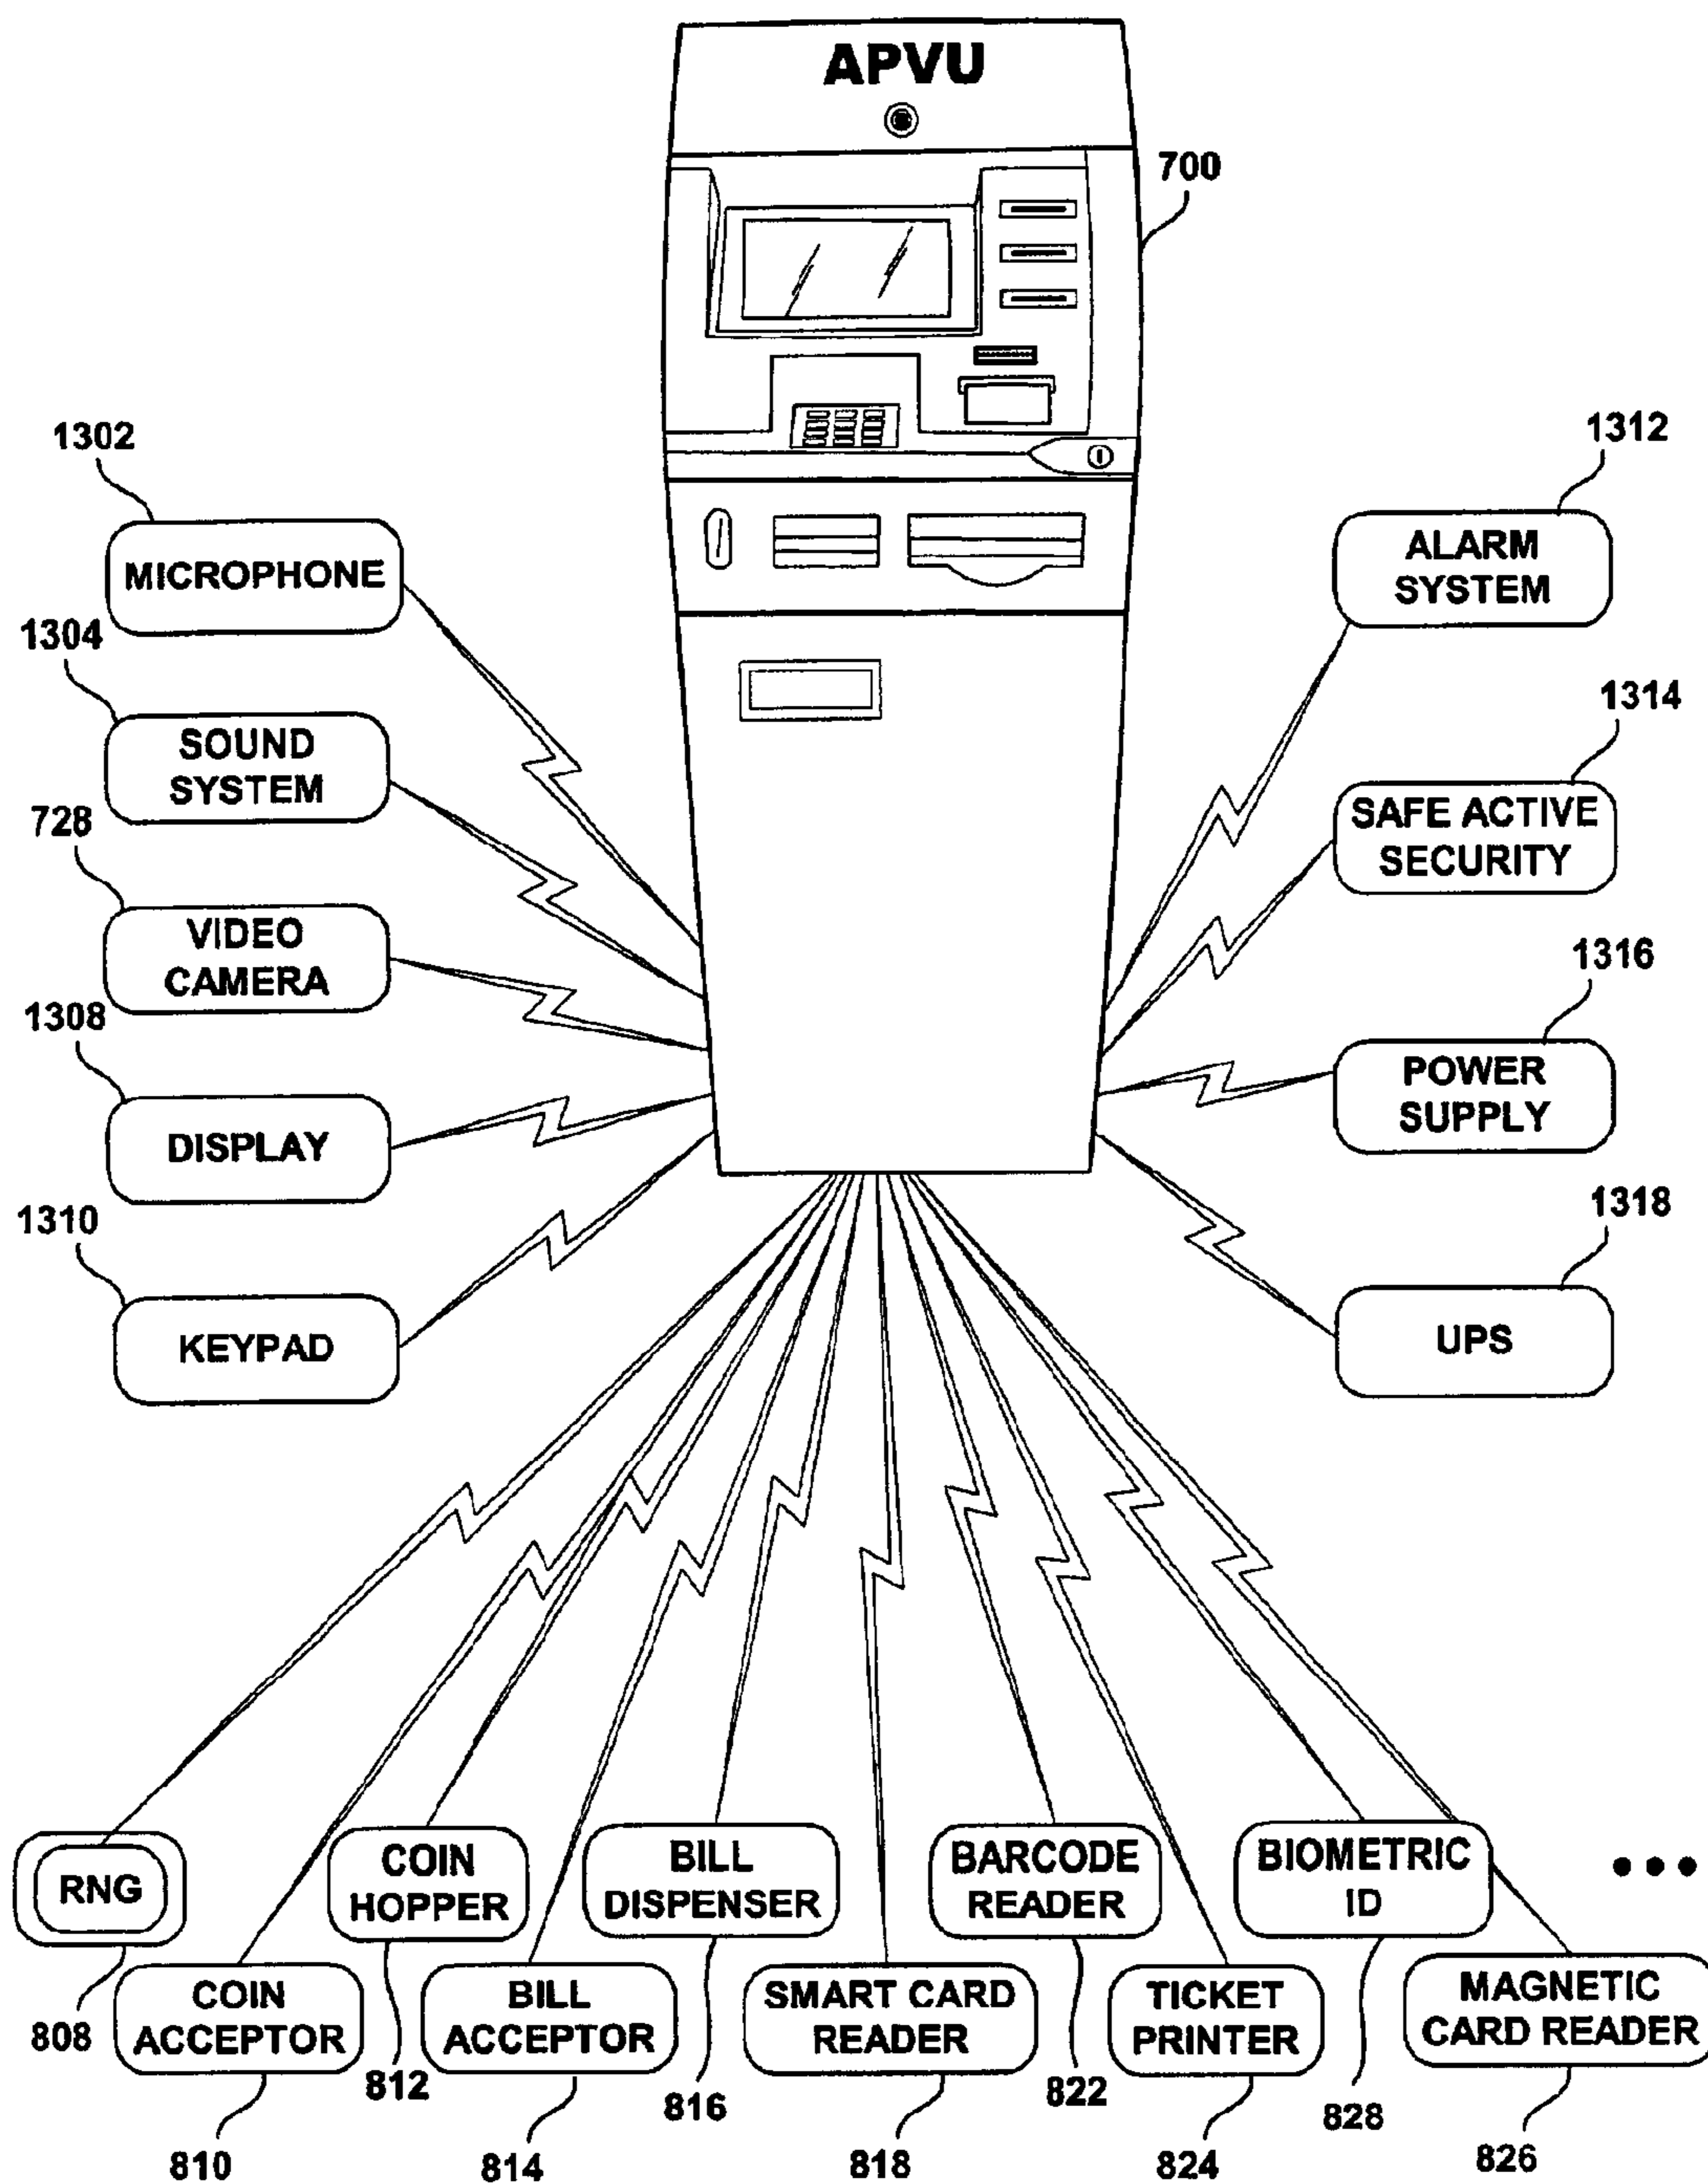 APVU
700
1302
MICROPHONE
1304
SOUND
SYSTEM
728
VIDEO
CAMERA
1308
DISPLAY
1310
KEYPAD
1312
ALARM
SYSTEM
1314
SAFE ACTIVE
SECURITY
1316
POWER
SUPPLY
1318
UPS
RNG
808
COIN
ACCEPTOR
810
COIN
HOPPER
812
BILL
ACCEPTOR
814
BILL
DISPENSER
816
SMART CARD
READER
818
BARCODE
READER
822
TICKET
PRINTER
824
BIOMETRIC
ID
828
MAGNETIC
CARD READER
826
•••